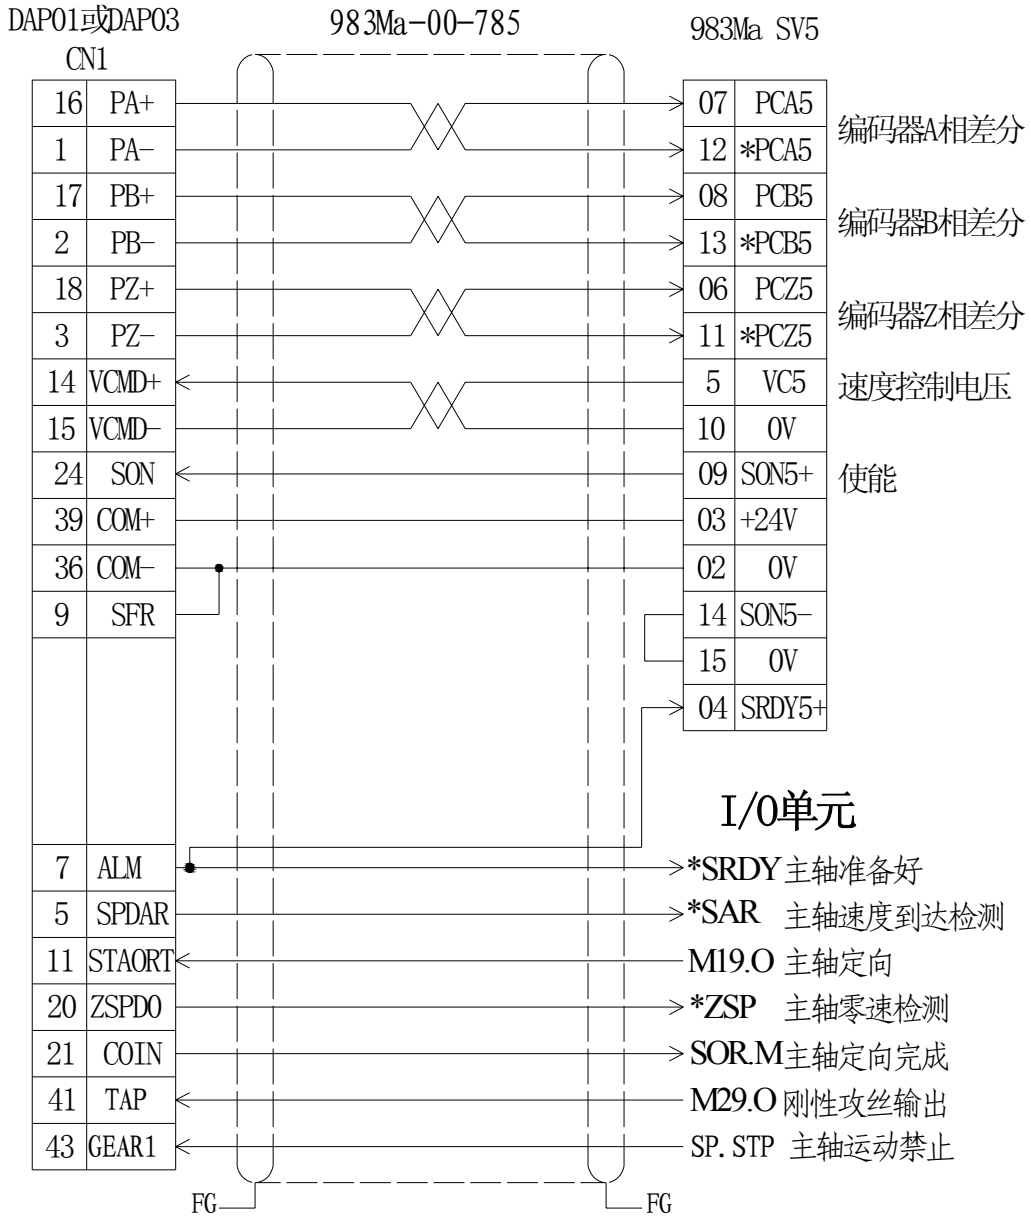 DAP01或DAP03 983Ma-00-785 983Ma SV5
CN1
16 PA+ 07 PCA5
编码器A相差分
1 PA- 12 *PCA5
17 PB+ 08 PCB5
编码器B相差分
2 PB- 13 *PCB5
18 PZ+ 06 PCZ5
编码器Z相差分
3 PZ- 11 *PCZ5
14 VCMD+ 5 VC5 速度控制电压
15 VCMD- 10 0V
24 SON 09 SON5+ 使能
39 COM+ 03 +24V
36 COM- 02 0V
9 SFR 14 SON5-
15 0V
04 SRDY5+
I/O单元
7 ALM *SRDY 主轴准备好
5 SPDAR *SAR 主轴速度到达检测
11 STAORT M19.O 主轴定向
20 ZSPDO *ZSP 主轴零速检测
21 COIN SOR.M 主轴定向完成
41 TAP M29.O 刚性攻丝输出
43 GEAR1 SP.STP 主轴运动禁止
FG FG